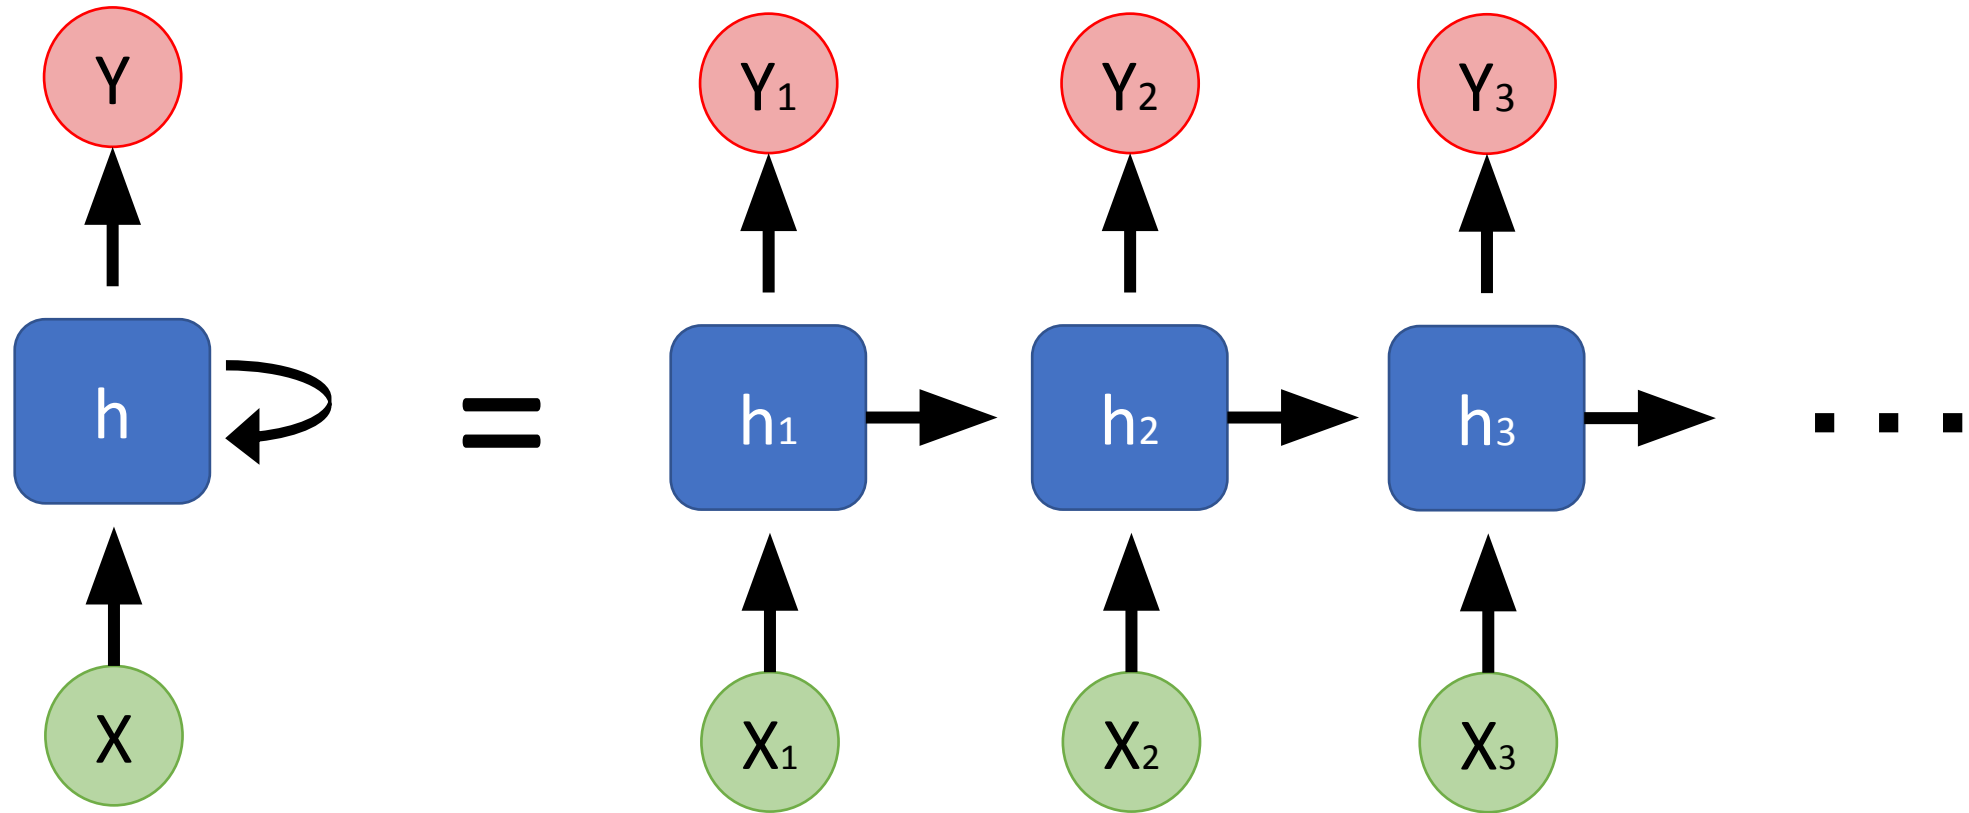 Y Y1 Y2 Y3
h = h1 h2 h3 . . .
X X1 X2 X3